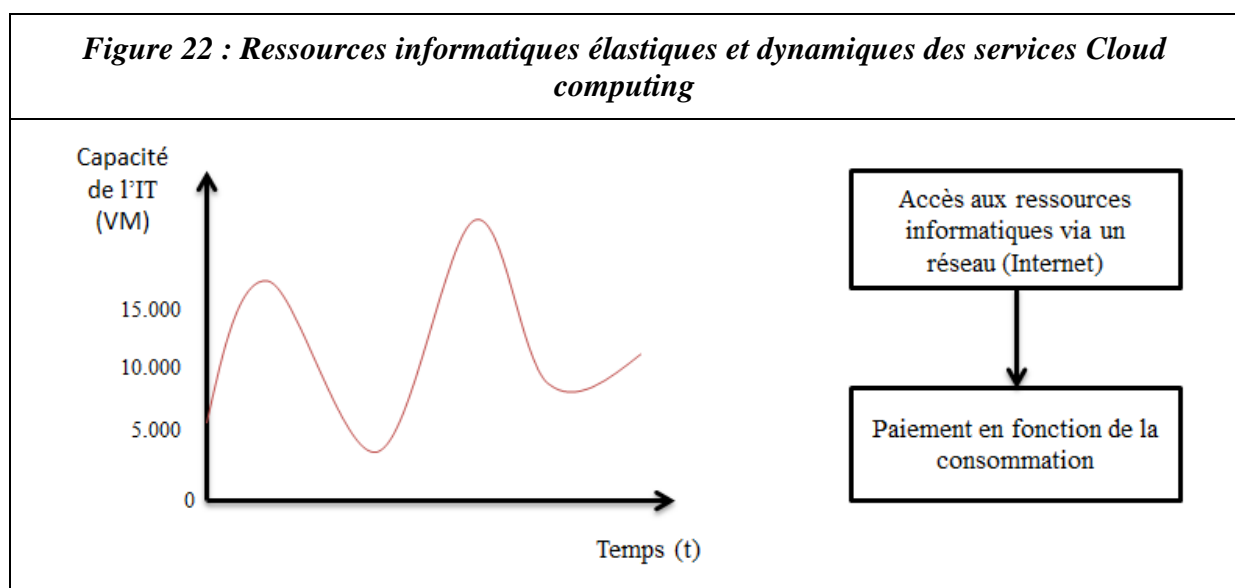 Figure 22 : Ressources informatiques élastiques et dynamiques des services Cloud
computing
Capacité
de l'IT
(VM)
15.000
10.000
5.000
0
Temps (t)
Accès aux ressources
informatiques via un
réseau (Internet)
Paiement en fonction de la
consommation